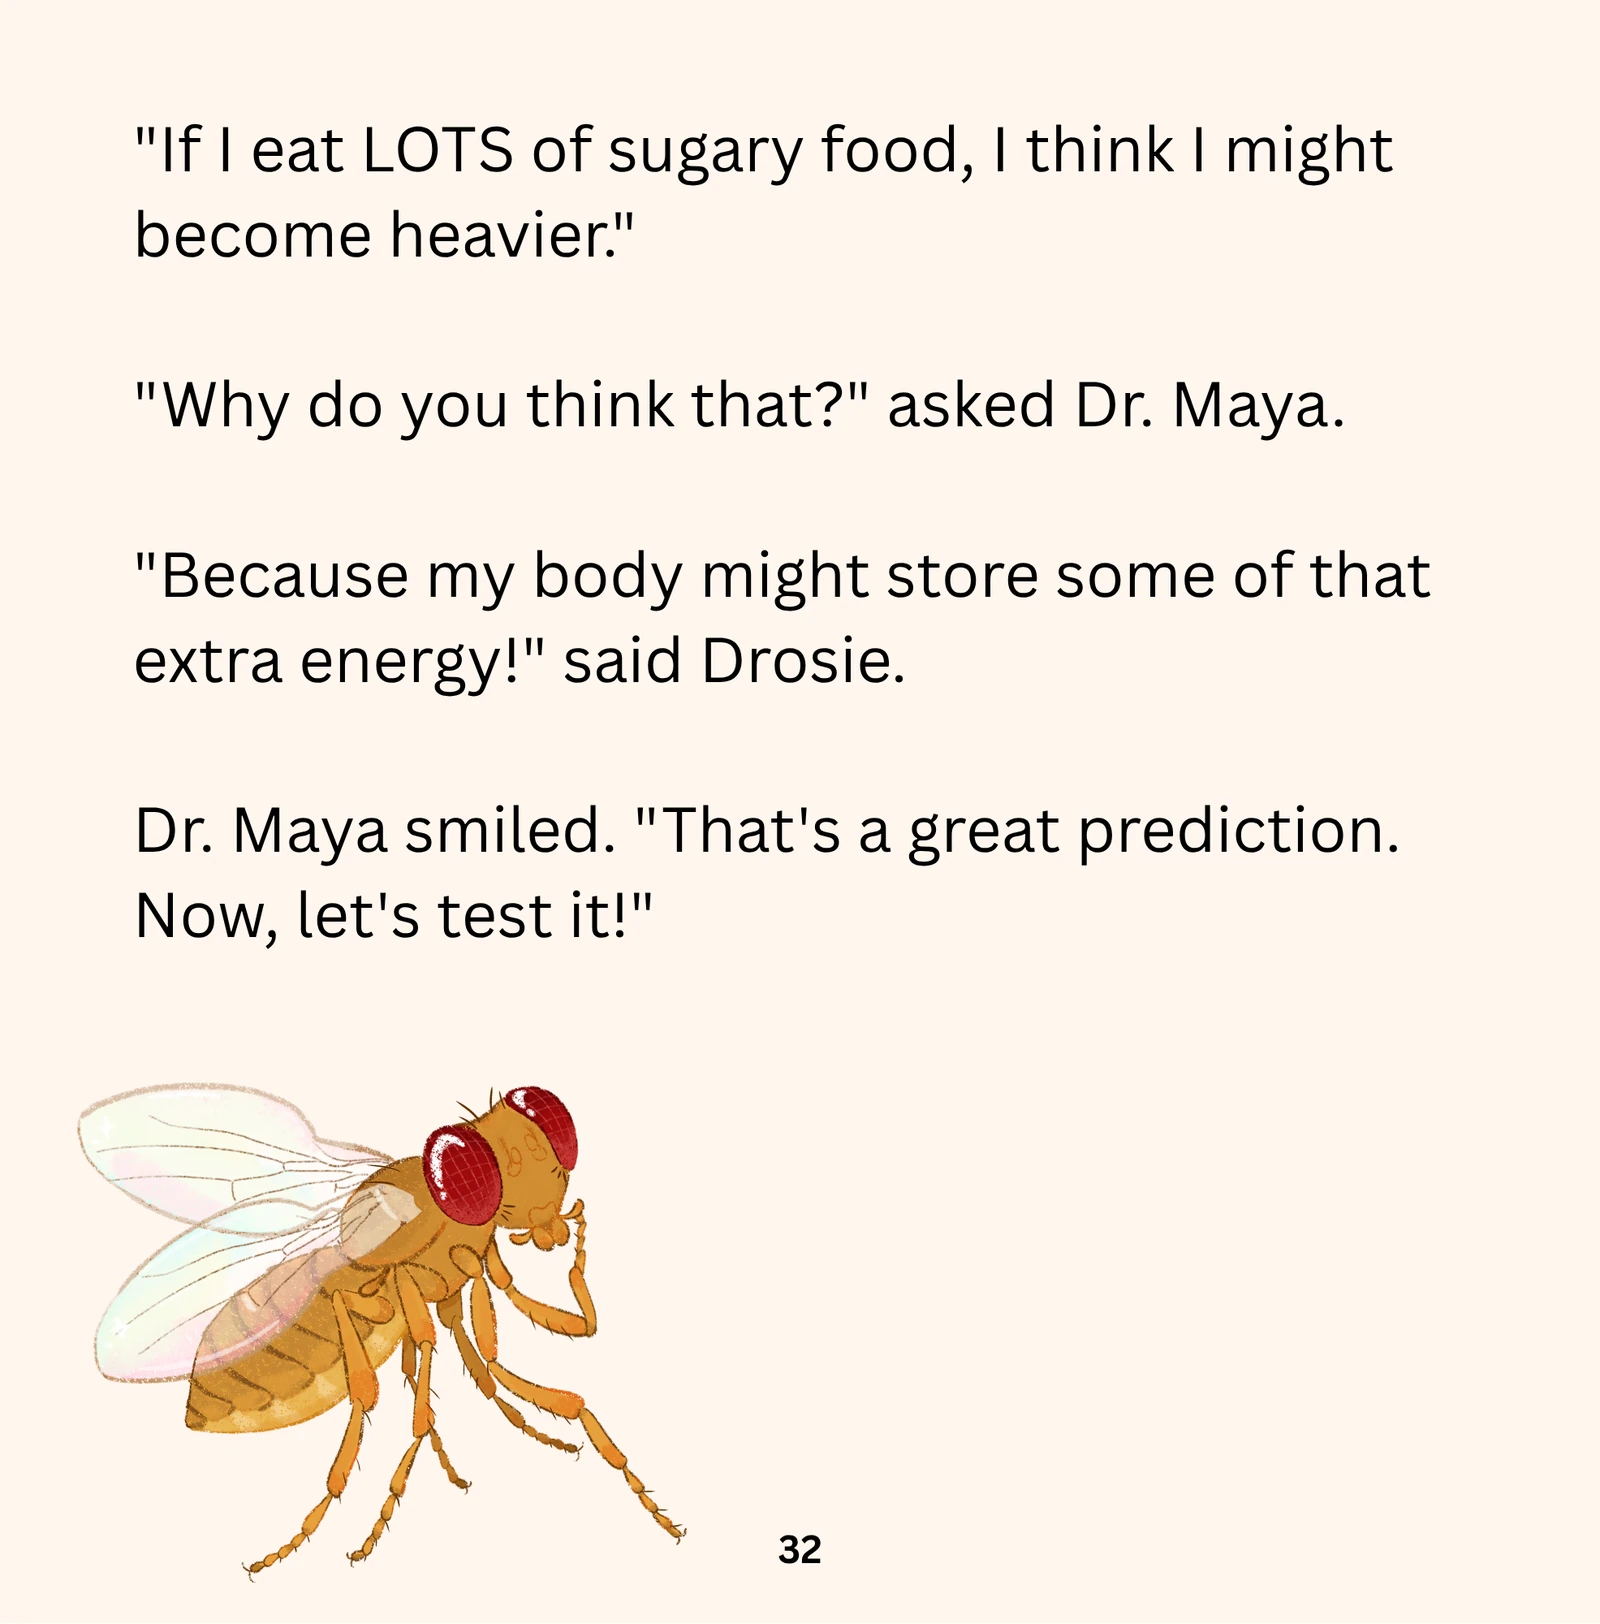 "If I eat LOTS of sugary food, I think I might
become heavier."
"Why do you think that?" asked Dr. Maya.
"Because my body might store some of that
extra energy!" said Drosie.
Dr. Maya smiled. "That's a great prediction.
Now, let's test it!"
32